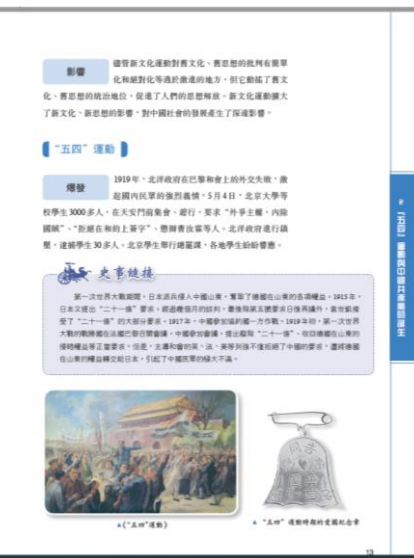 影響
儘管新文化運動對舊文化、舊思想的批判有簡單
化和絕對化等過於激進的地方，但它動搖了舊文
化、舊思想的統治地位，促進了人們的思想解放。新文化運動擴大
了新文化、新思想的影響，對中國社會的發展產生了深遠影響。
“五四”運動
爆發
1919年，北洋政府在巴黎和會上的外交失敗，激
起國內民眾的強烈義憤。5月4日，北京大學等
校學生3000多人，在天安門前集會、遊行，要求“外爭主權，內除
國賊”、“拒絕在和約上簽字”、懲辦曹汝霖等人。北洋政府進行鎮
壓，逮捕學生30多人。北京學生舉行總罷課，各地學生紛紛響應。
史事鏈接
第一次世界大戰期間，日本派兵侵入中國山東，奪取了德國在山東的各項權益。1915年，
日本又提出“二十一條”要求。經過幾個月的談判，最後除第五號要求日後再議外，袁世凱接
受了“二十一條”的大部分要求。1917年，中國參加協約國一方作戰。1919年初，第一次世界
大戰的戰勝國在法國巴黎召開會議。中國參加會議，提出廢除“二十一條”、收回德國在山東的
侵略權益等正當要求。但是，主導和會的英、法、美等列強不僅拒絕了中國的要求，還將德國
在山東的權益轉交給日本，引起了中國民眾的極大不滿。
▲《“五四”運動》
▲ “五四”運動時期的愛國紀念章
2 “五四”運動與中國共產黨的誕生
13